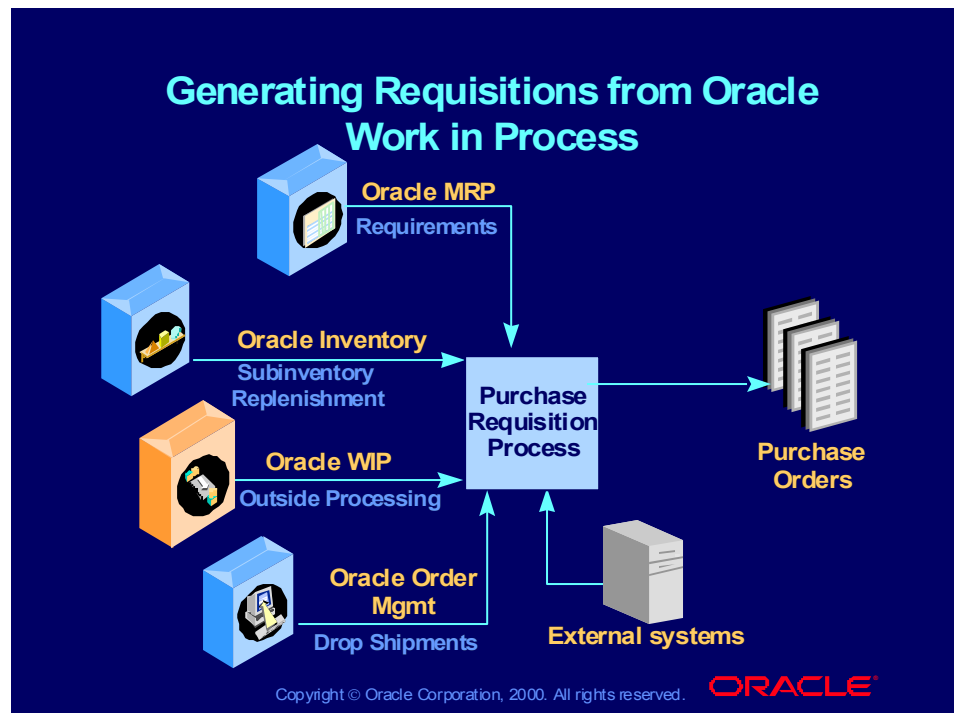 Generating Requisitions from Oracle
Work in Process
Oracle MRP
Requirements
Oracle Inventory
Subinventory
Replenishment
Purchase
Requisition
Process
Purchase
Orders
Oracle WIP
Outside Processing
Oracle Order
Mgmt
Drop Shipments
External systems
Copyright © Oracle Corporation, 2000. All rights reserved.
ORACLE®